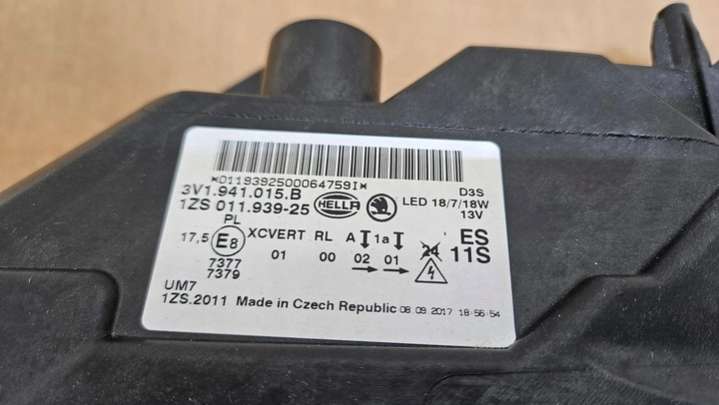 *0119392500064759I*
3V1.941.015.B
1ZS 011.939-25
HELLA
D3S
LED 18/7/18W
13V
PL
17,5 E8 XCVERT RL A 1a
01 00 02 01
7377
7379
24
ES
11S
UM7
1ZS.2011 Made in Czech Republic 08.09.2017 18:56:54